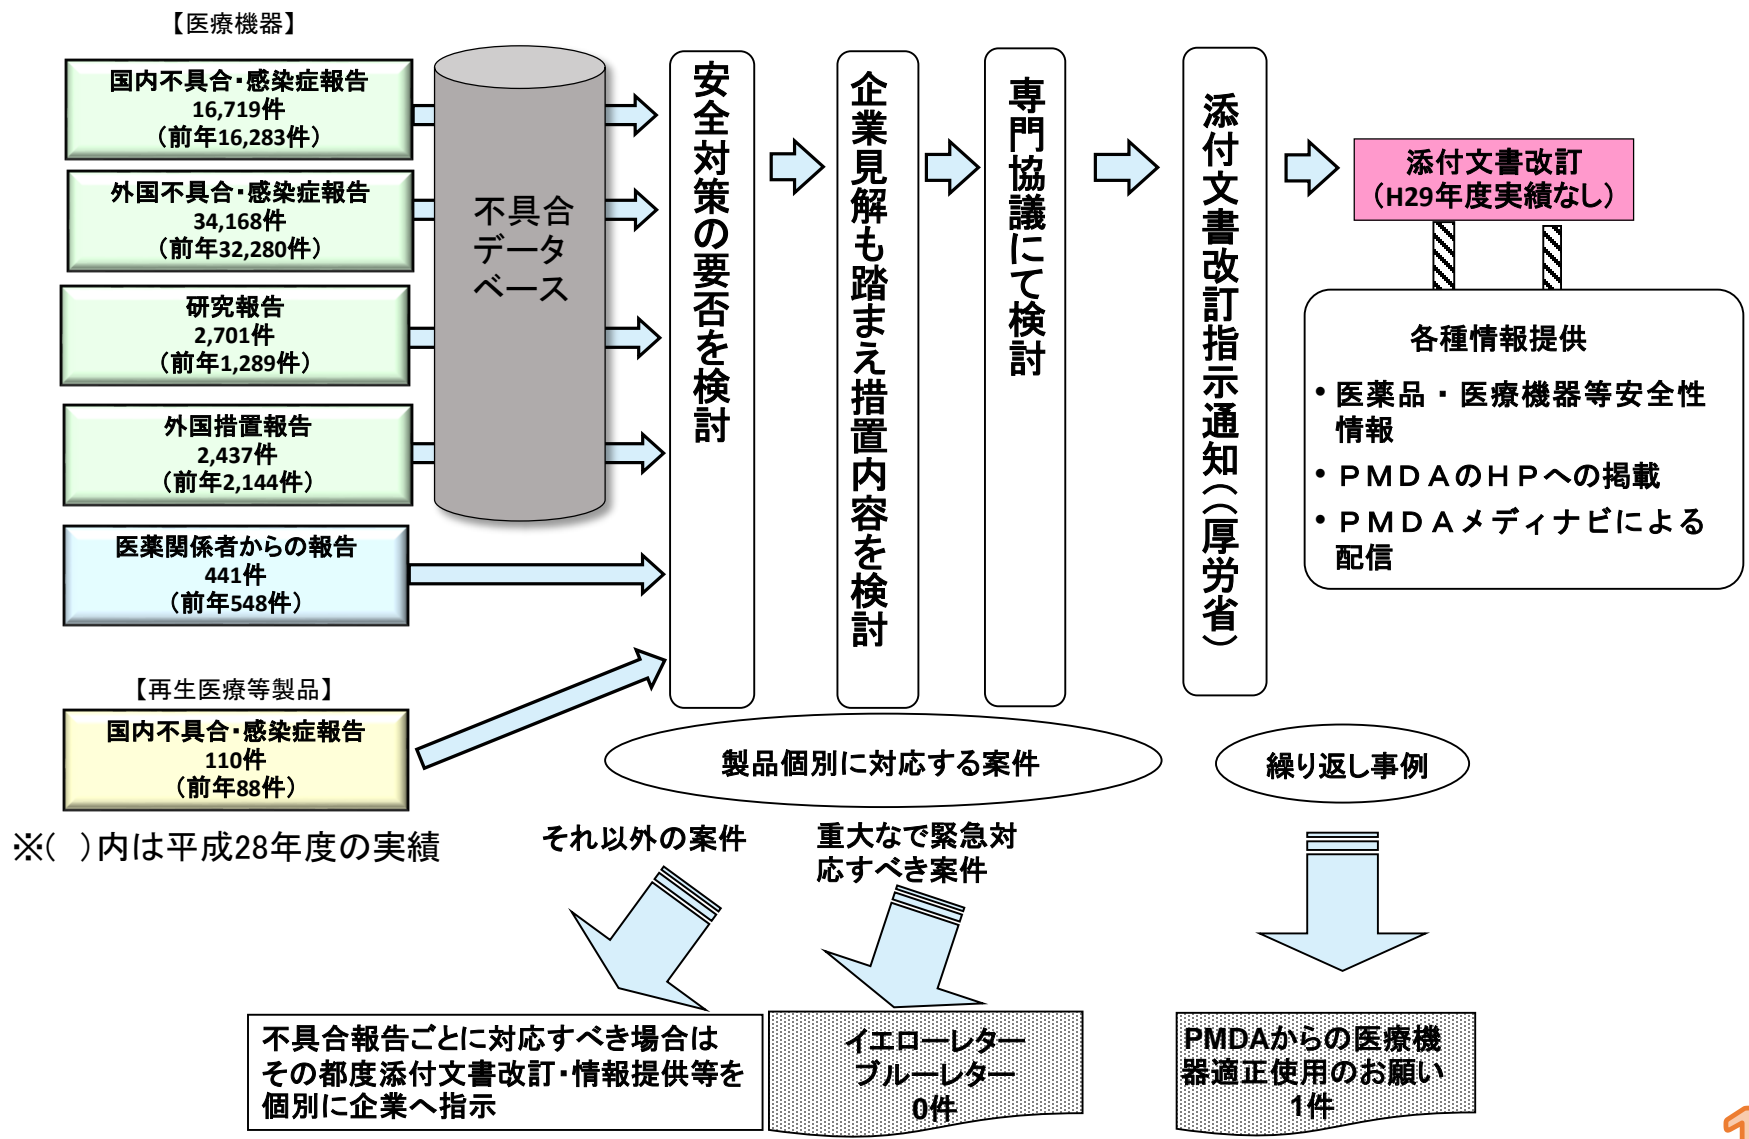 【医療機器】
国内不具合・感染症報告
16,719件
（前年16,283件）
外国不具合・感染症報告
34,168件
（前年32,280件）
研究報告
2,701件
（前年1,289件）
外国措置報告
2,437件
（前年2,144件）
医薬関係者からの報告
441件
（前年548件）
【再生医療等製品】
国内不具合・感染症報告
110件
（前年88件）
※(　)内は平成28年度の実績
不具合
データ
ベース
安全対策の要否を検討
企業見解も踏まえ措置内容を検討
専門協議にて検討
添付文書改訂指示通知（（厚労省）
添付文書改訂
（H29年度実績なし）
各種情報提供
• 医薬品・医療機器等安全性
情報
• ＰＭＤＡのＨＰへの掲載
• ＰＭＤＡメディナビによる
配信
製品個別に対応する案件
繰り返し事例
それ以外の案件
重大なで緊急対
応すべき案件
不具合報告ごとに対応すべき場合は
その都度添付文書改訂・情報提供等を
個別に企業へ指示
イエローレター
ブルーレター
0件
PMDAからの医療機
器適正使用のお願い
1件